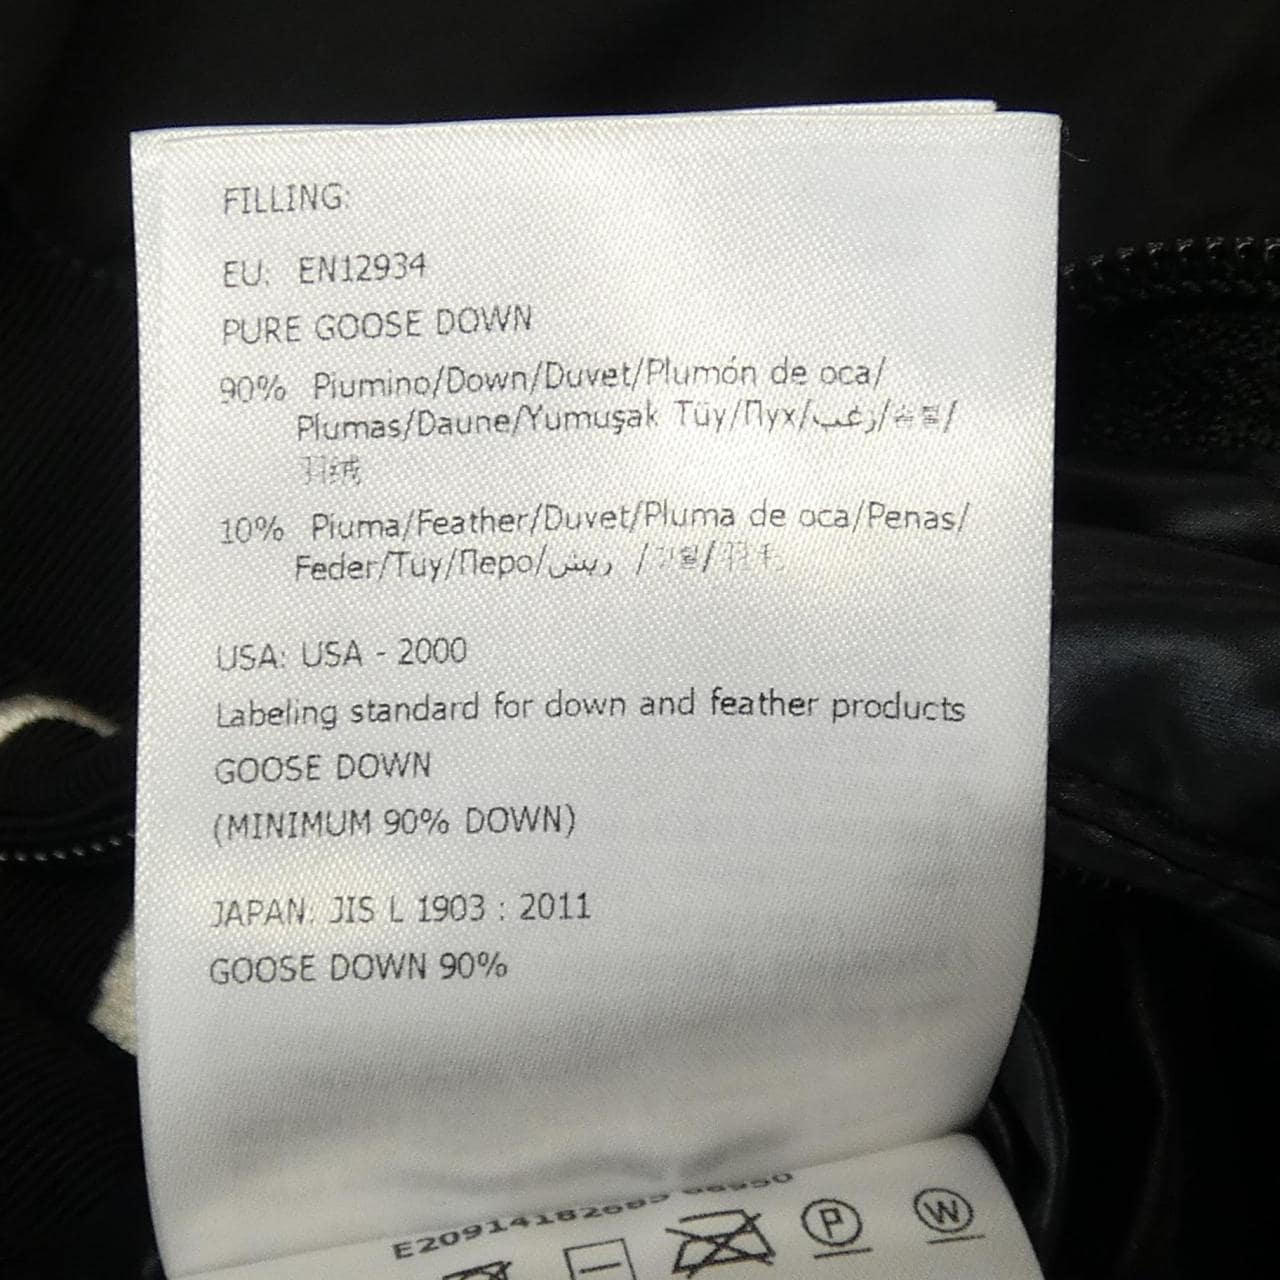 FILLING:
EU: EN12934
PURE GOOSE DOWN
90% Piumino/Down/Duvet/Plumón de oca/
Plumas/Daune/Yumuşak Tüy/Пух/زغب/솜털/
羽绒
10% Piuma/Feather/Duvet/Pluma de oca/Penas/
Feder/Tüy/Перо/ريش /깃털/羽毛
USA: USA - 2000
Labeling standard for down and feather products
GOOSE DOWN
(MINIMUM 90% DOWN)
JAPAN: JIS L 1903 : 2011
GOOSE DOWN 90%
P W